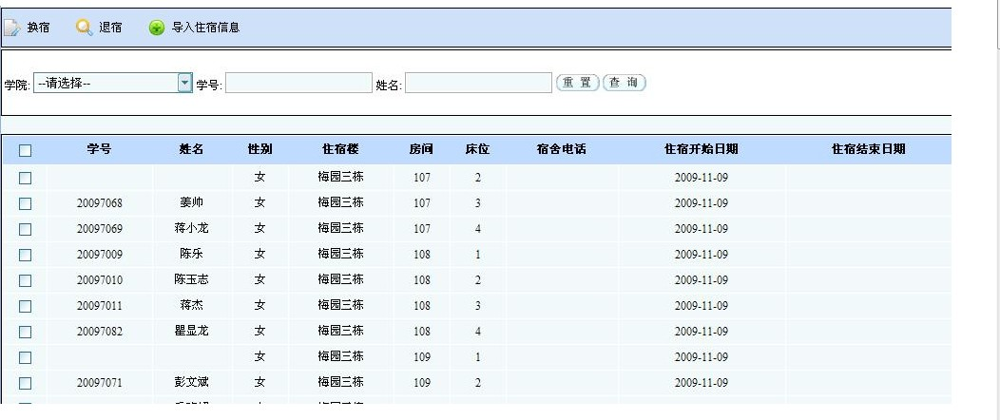 换宿 退宿 导入住宿信息
学院: --请选择-- 学号: 姓名: 重 置 查 询
学号 姓名 性别 住宿楼 房间 床位 宿舍电话 住宿开始日期 住宿结束日期
女 梅园三栋 107 2 2009-11-09
20097068 姜帅 女 梅园三栋 107 3 2009-11-09
20097069 蒋小龙 女 梅园三栋 107 4 2009-11-09
20097009 陈乐 女 梅园三栋 108 1 2009-11-09
20097010 陈玉志 女 梅园三栋 108 2 2009-11-09
20097011 蒋杰 女 梅园三栋 108 3 2009-11-09
20097082 瞿显龙 女 梅园三栋 108 4 2009-11-09
女 梅园三栋 109 1 2009-11-09
20097071 彭文斌 女 梅园三栋 109 2 2009-11-09